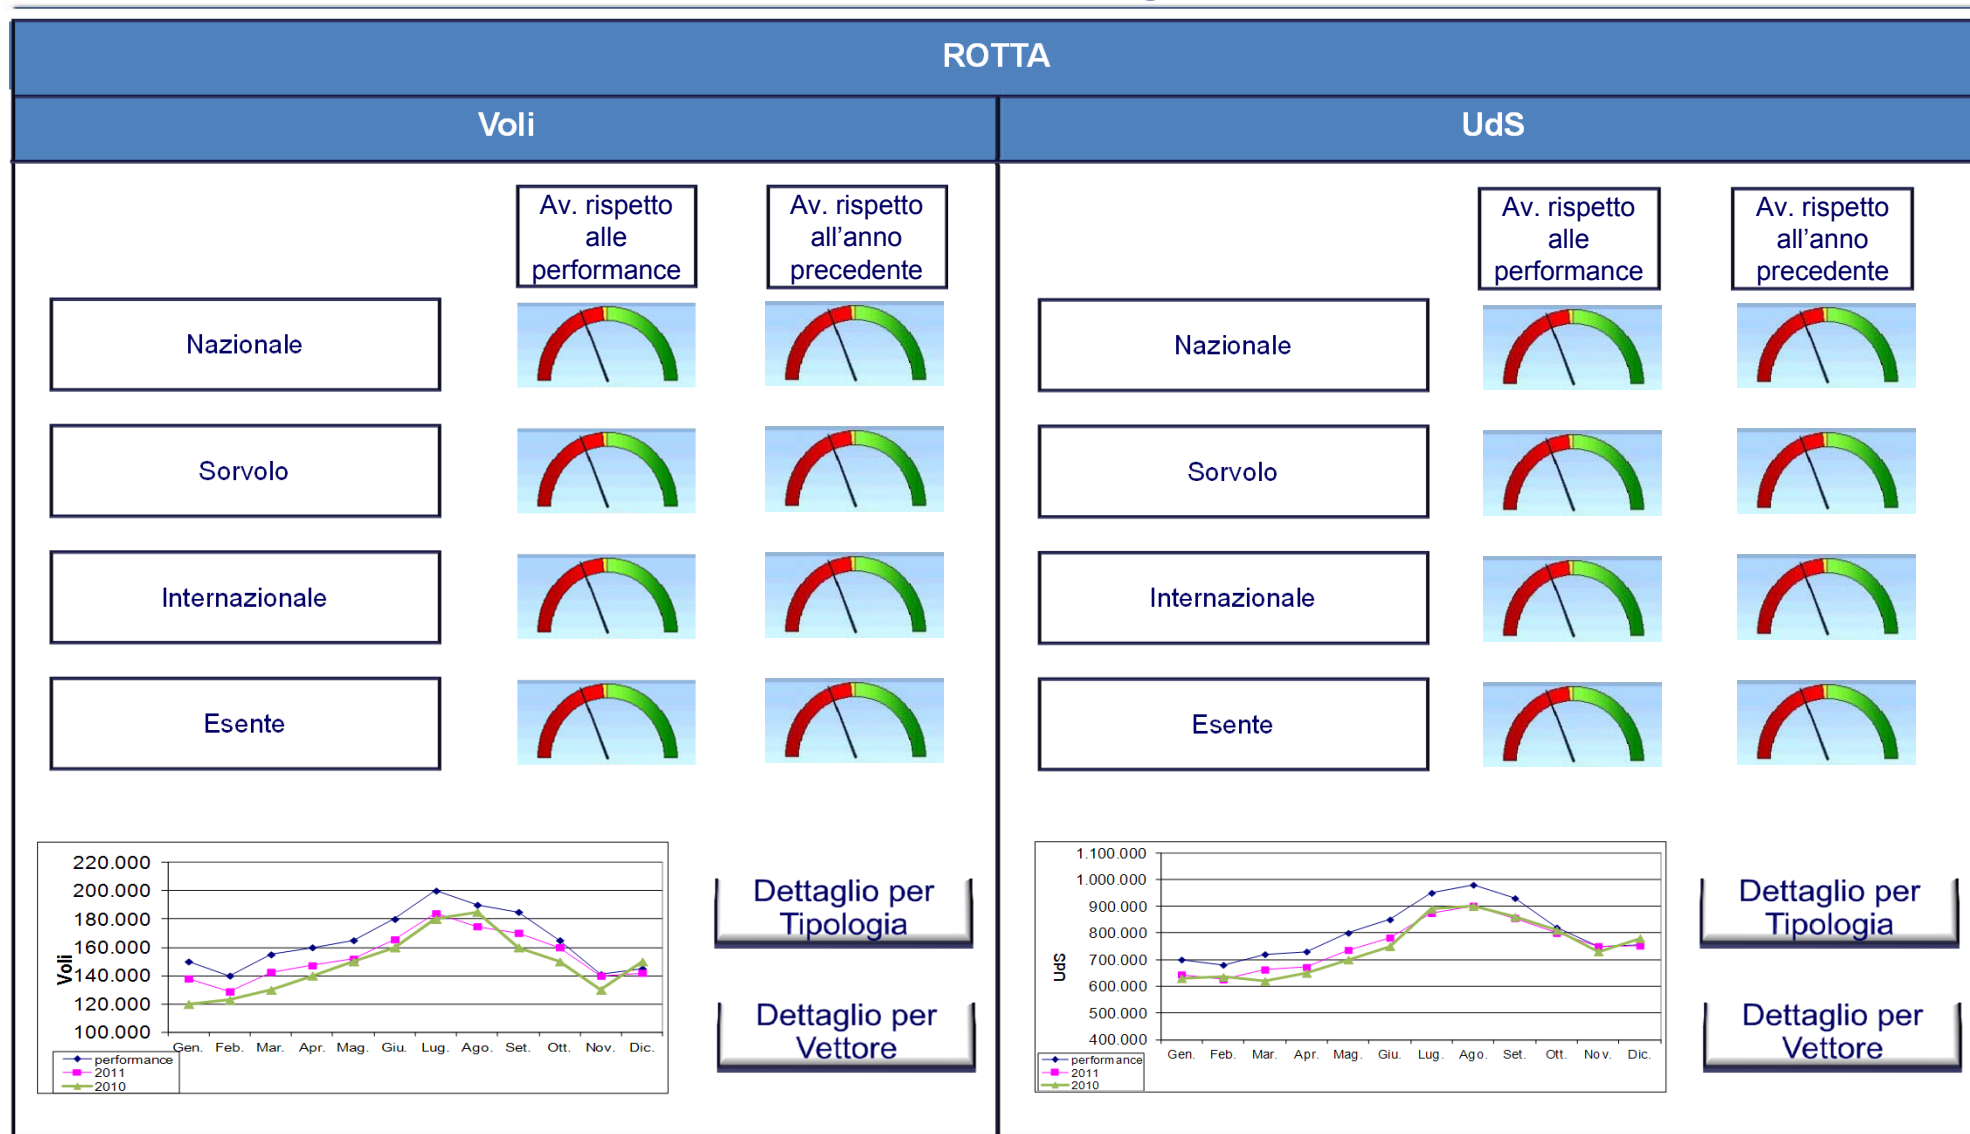 ROTTA
Voli
UdS
Av. rispetto
alle
performance
Av. rispetto
all'anno
precedente
Av. rispetto
alle
performance
Av. rispetto
all'anno
precedente
Nazionale
Nazionale
Sorvolo
Sorvolo
Internazionale
Internazionale
Esente
Esente
220.000
200.000
180.000
160.000
140.000
120.000
100.000
Voli
Gen. Feb. Mar. Apr. Mag. Giu. Lug. Ago. Set. Ott. Nov. Dic.
performance
2011
2010
Dettaglio per
Tipologia
Dettaglio per
Vettore
1.100.000
1.000.000
900.000
800.000
700.000
600.000
500.000
400.000
UdS
Gen. Feb. Mar. Apr. Mag. Giu. Lug. Ago. Set. Ott. Nov. Dic.
performance
2011
2010
Dettaglio per
Tipologia
Dettaglio per
Vettore